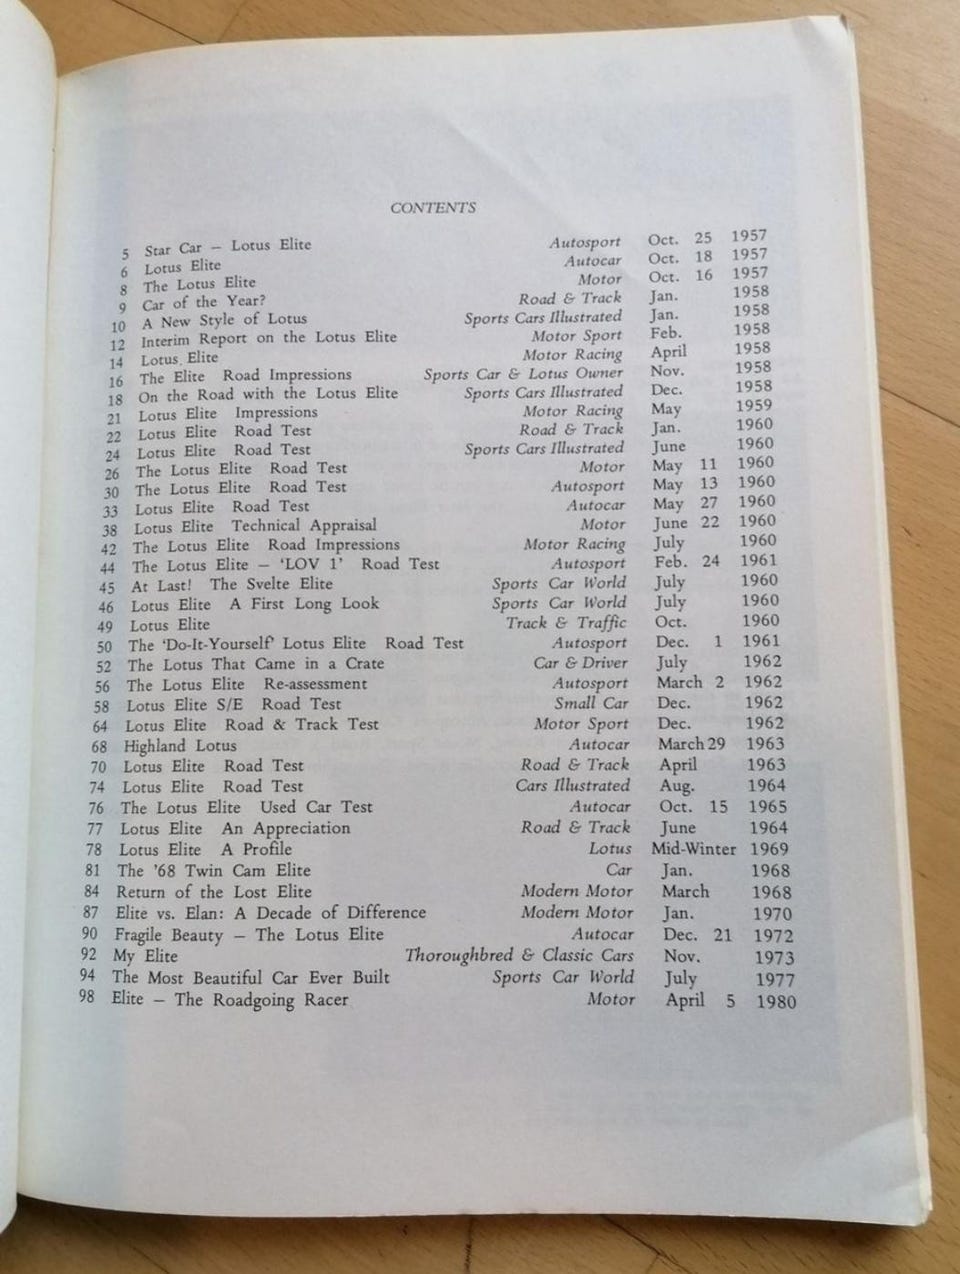 CONTENTS
5 Star Car — Lotus Elite Autosport Oct. 25 1957
6 Lotus Elite Autocar Oct. 18 1957
8 The Lotus Elite Motor Oct. 16 1957
9 Car of the Year? Road & Track Jan. 1958
10 A New Style of Lotus Sports Cars Illustrated Jan. 1958
12 Interim Report on the Lotus Elite Motor Sport Feb. 1958
14 Lotus Elite Motor Racing April 1958
16 The Elite Road Impressions Sports Car & Lotus Owner Nov. 1958
18 On the Road with the Lotus Elite Sports Cars Illustrated Dec. 1958
21 Lotus Elite Impressions Motor Racing May 1959
22 Lotus Elite Road Test Road & Track Jan. 1960
24 Lotus Elite Road Test Sports Cars Illustrated June 1960
26 The Lotus Elite Road Test Motor May 11 1960
30 The Lotus Elite Road Test Autosport May 13 1960
33 Lotus Elite Road Test Autocar May 27 1960
38 Lotus Elite Technical Appraisal Motor June 22 1960
42 The Lotus Elite Road Impressions Motor Racing July 1960
44 The Lotus Elite — 'LOV 1' Road Test Autosport Feb. 24 1961
45 At Last! The Svelte Elite Sports Car World July 1960
46 Lotus Elite A First Long Look Sports Car World July 1960
49 Lotus Elite Track & Traffic Oct. 1960
50 The 'Do-It-Yourself' Lotus Elite Road Test Autosport Dec. 1 1961
52 The Lotus That Came in a Crate Car & Driver July 1962
56 The Lotus Elite Re-assessment Autosport March 2 1962
58 Lotus Elite S/E Road Test Small Car Dec. 1962
64 Lotus Elite Road & Track Test Motor Sport Dec. 1962
68 Highland Lotus Autocar March 29 1963
70 Lotus Elite Road Test Road & Track April 1963
74 Lotus Elite Road Test Cars Illustrated Aug. 1964
76 The Lotus Elite Used Car Test Autocar Oct. 15 1965
77 Lotus Elite An Appreciation Road & Track June 1964
78 Lotus Elite A Profile Lotus Mid-Winter 1969
81 The '68 Twin Cam Elite Car Jan. 1968
84 Return of the Lost Elite Modern Motor March 1968
87 Elite vs. Elan: A Decade of Difference Modern Motor Jan. 1970
90 Fragile Beauty — The Lotus Elite Autocar Dec. 21 1972
92 My Elite Thoroughbred & Classic Cars Nov. 1973
94 The Most Beautiful Car Ever Built Sports Car World July 1977
98 Elite — The Roadgoing Racer Motor April 5 1980